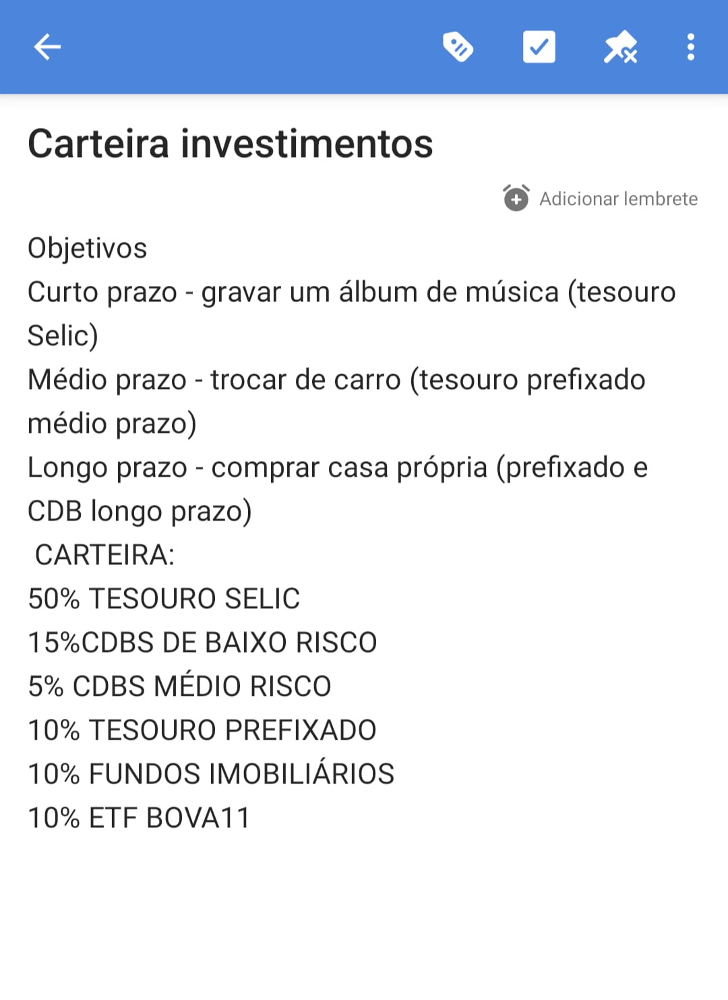 Carteira investimentos
Adicionar lembrete
Objetivos
Curto prazo - gravar um álbum de música (tesouro
Selic)
Médio prazo - trocar de carro (tesouro prefixado
médio prazo)
Longo prazo - comprar casa própria (prefixado e
CDB longo prazo)
CARTEIRA:
50% TESOURO SELIC
15%CDBS DE BAIXO RISCO
5% CDBS MÉDIO RISCO
10% TESOURO PREFIXADO
10% FUNDOS IMOBILIÁRIOS
10% ETF BOVA11